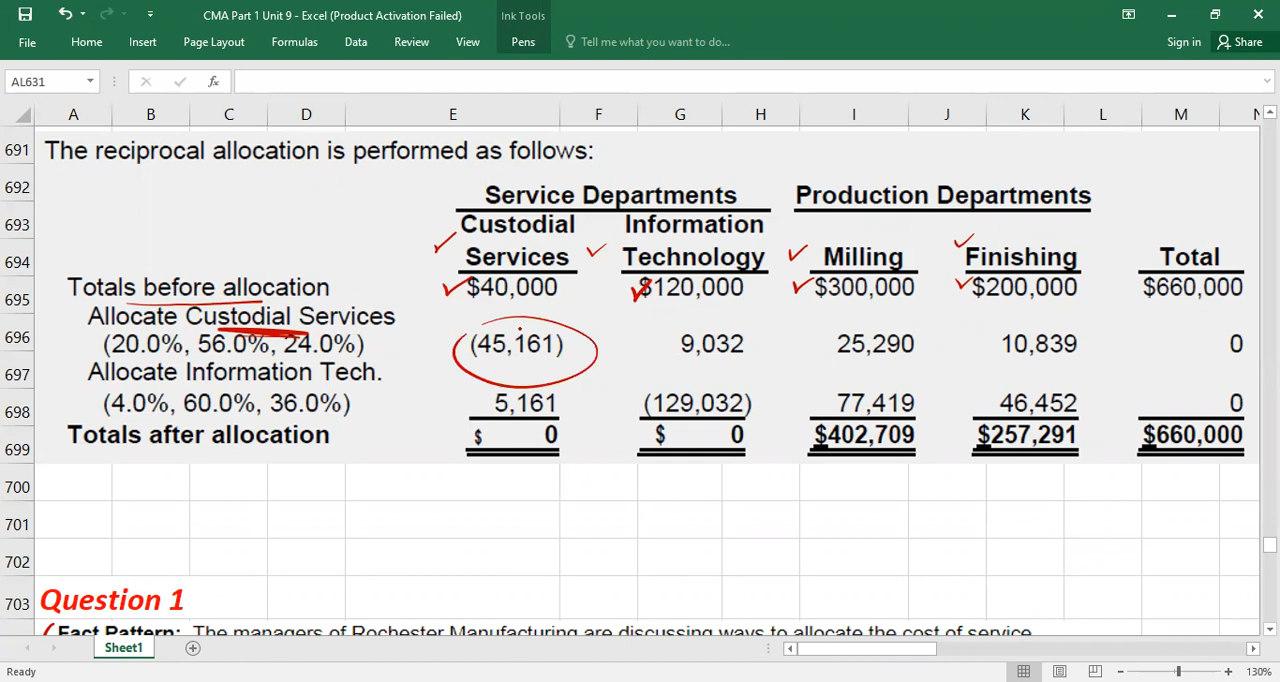 CMA Part 1 Unit 9 - Excel (Product Activation Failed)
Ink Tools
File Home Insert Page Layout Formulas Data Review View Pens Tell me what you want to do... Sign in Share
AL631 fx
A B C D E F G H I J K L M N
691 The reciprocal allocation is performed as follows:
692 Service Departments Production Departments
693 Custodial Information
694 Services Technology Milling Finishing Total
695 Totals before allocation $40,000 $120,000 $300,000 $200,000 $660,000
Allocate Custodial Services
696 (20.0%, 56.0%, 24.0%) (45,161) 9,032 25,290 10,839 0
697 Allocate Information Tech.
698 (4.0%, 60.0%, 36.0%) 5,161 (129,032) 77,419 46,452 0
699 Totals after allocation $ 0 $ 0 $402,709 $257,291 $660,000
700
701
702
703 Question 1
Fact Pattern: The managers of Rochester Manufacturing are discussing ways to allocate the cost of service
Sheet1
Ready 130%